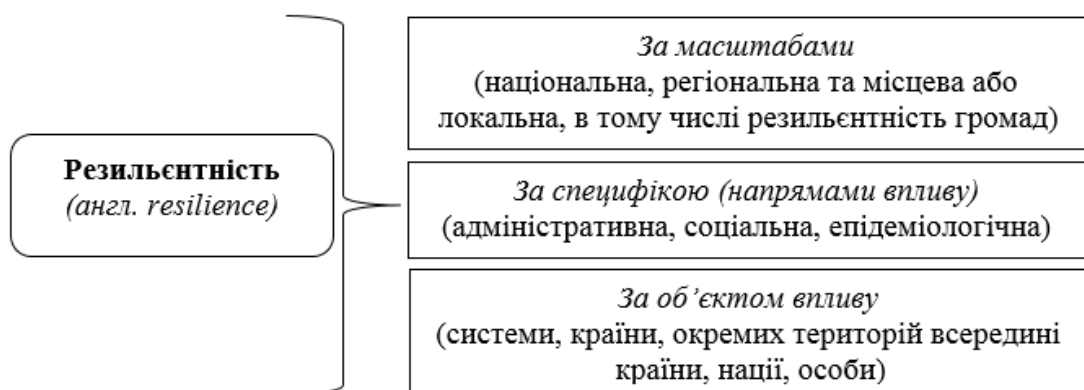 Резильєнтність
(англ. resilience)
За масштабами
(національна, регіональна та місцева або
локальна, в тому числі резильєнтність громад)
За специфікою (напрямами впливу)
(адміністративна, соціальна, епідеміологічна)
За об’єктом впливу
(системи, країни, окремих територій всередині
країни, нації, особи)